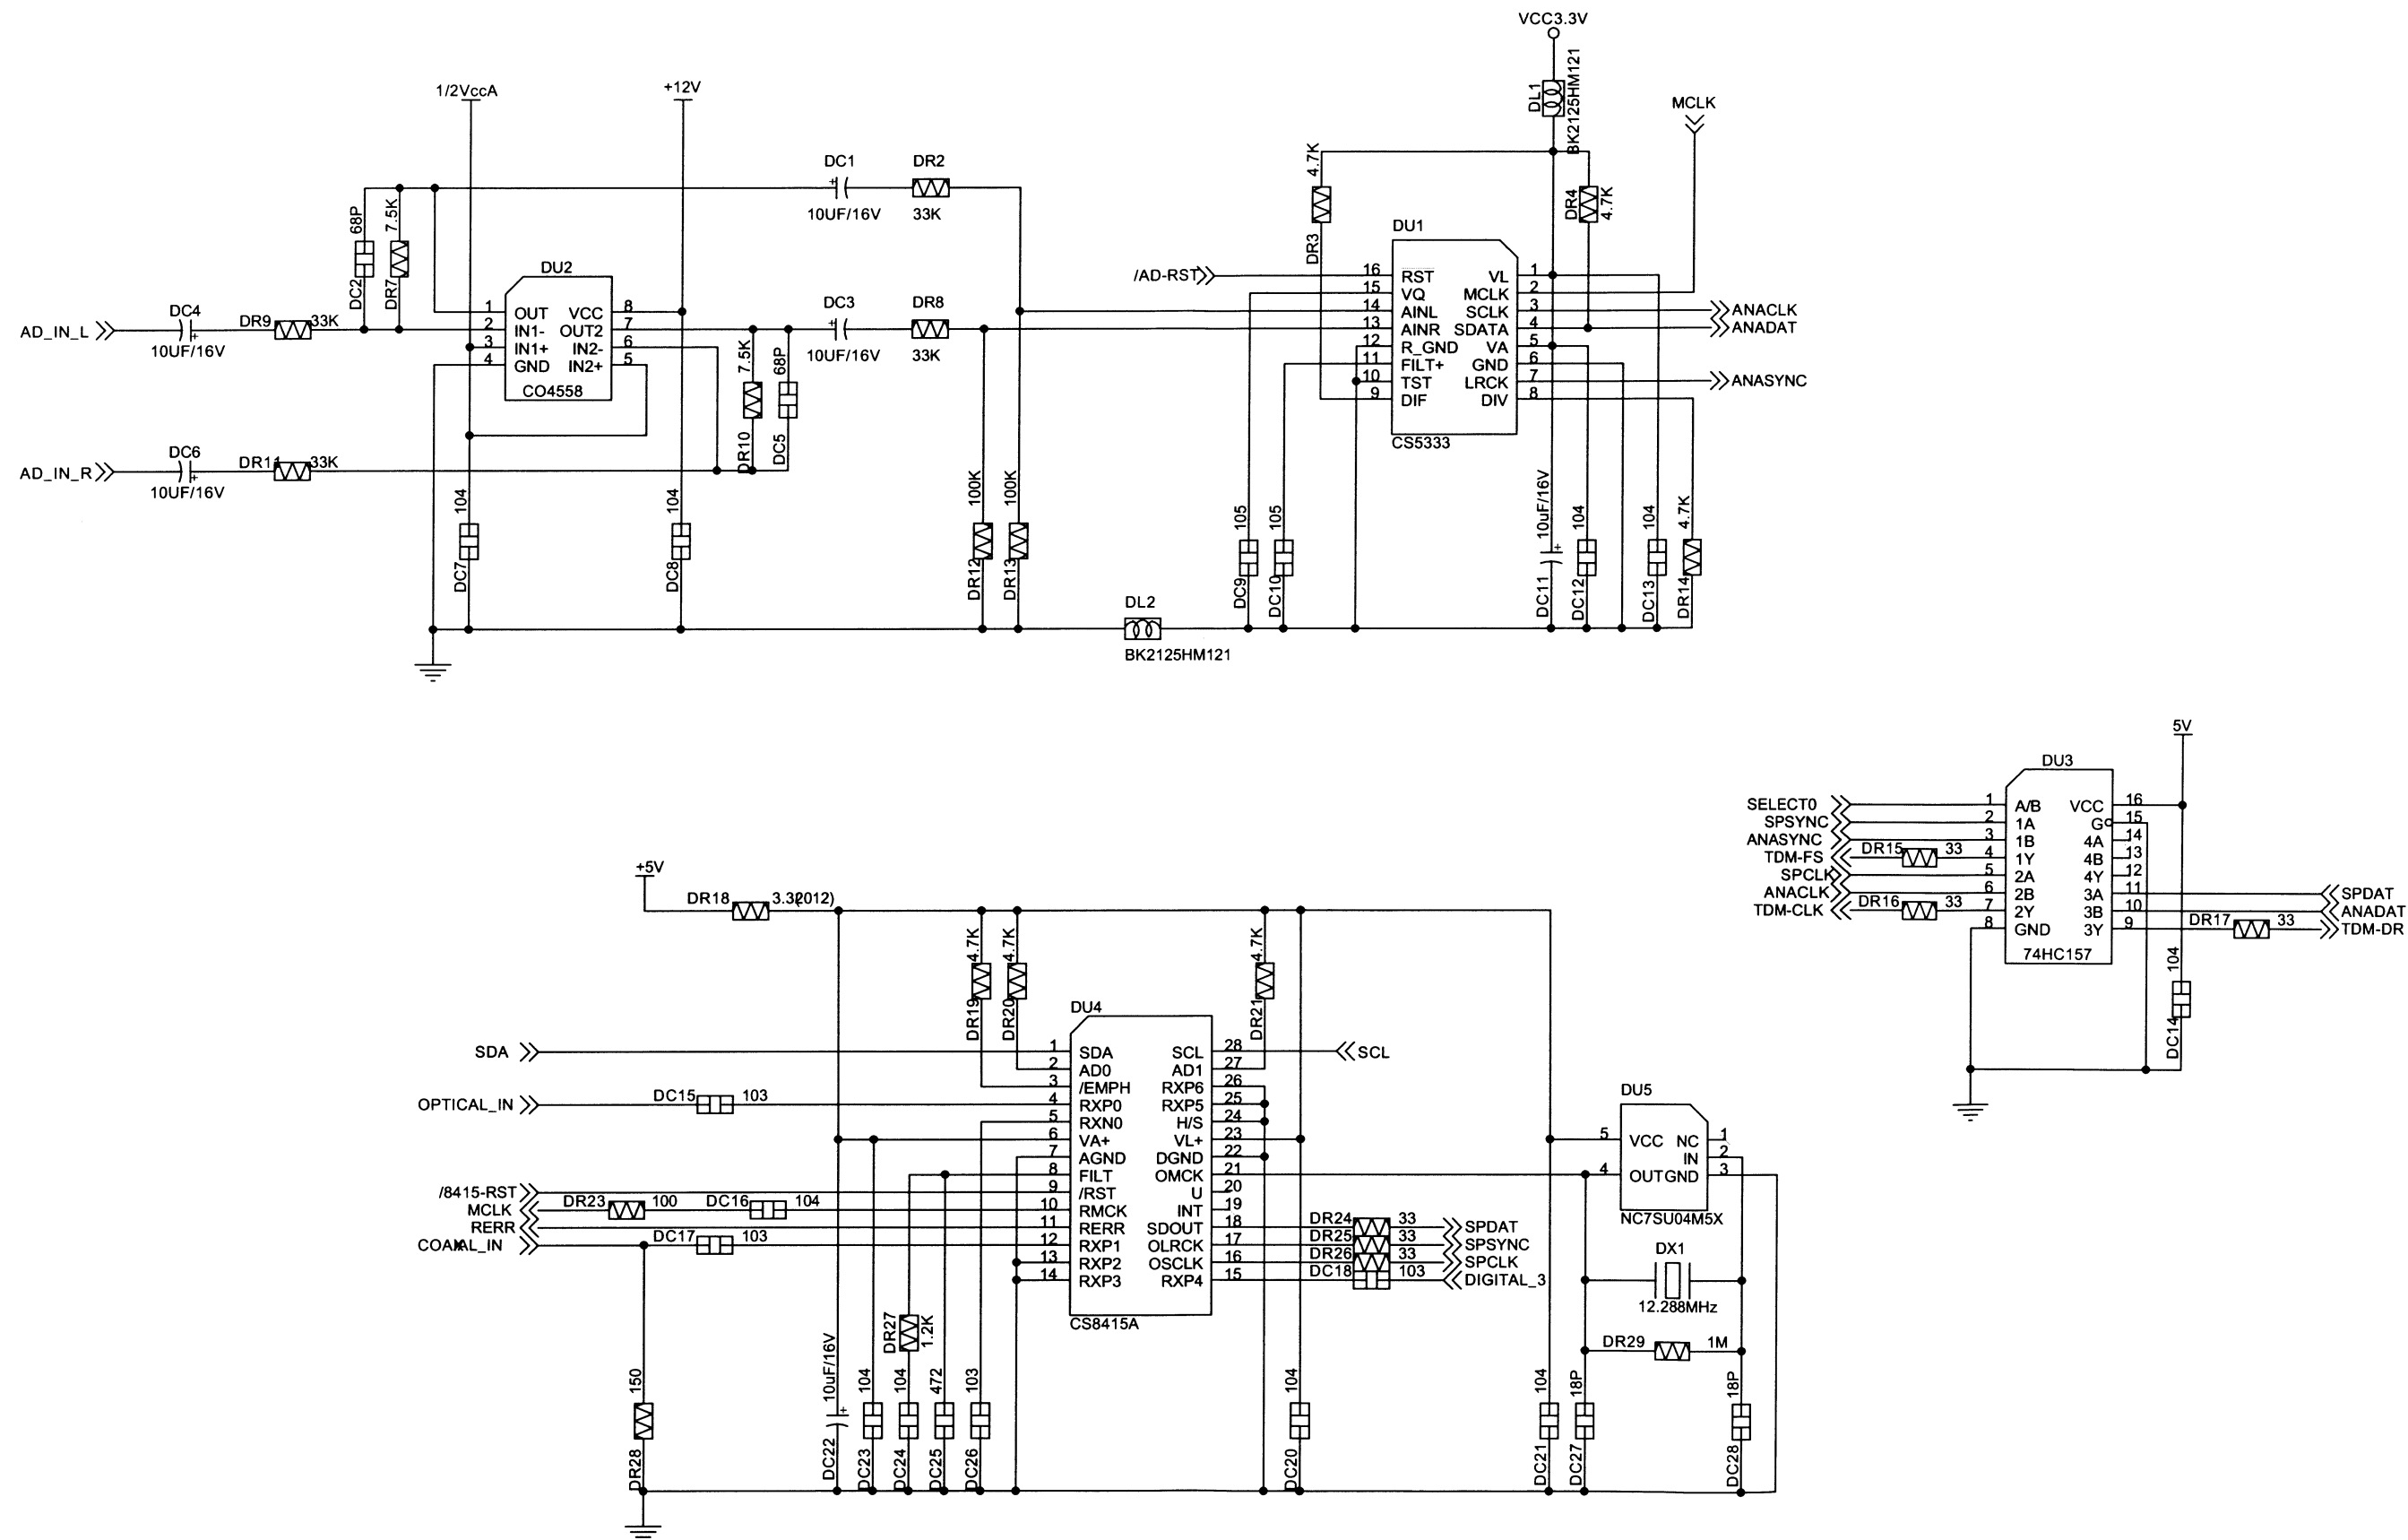 VCC3.3V
DL1
BK2125HM121
MCLK
1/2VccA
+12V
DC1
10UF/16V
DR2
33K
68P
DC2
7.5K
DR7
4.7K
DR3
DR4
4.7K
DU1
/AD-RST
16 RST VL 1
15 VQ MCLK 2
14 AINL SCLK 3 ANACLK
13 AINR SDATA 4 ANADAT
12 R_GND VA 5
11 FILT+ GND 6
10 TST LRCK 7 ANASYNC
9 DIF DIV 8
CS5333
DU2
1 OUT VCC 8
2 IN1- OUT2 7
3 IN1+ IN2- 6
4 GND IN2+ 5
CO4558
AD_IN_L
DC4
10UF/16V
DR9 33K
DC3
10UF/16V
DR8
33K
7.5K
DR10
68P
DC5
AD_IN_R
DC6
10UF/16V
DR11 33K
104
DC7
104
DC8
100K
DR12
100K
DR13
105
DC9
105
DC10
10uF/16V
DC11
104
DC12
104
DC13
4.7K
DR14
DL2
BK2125HM121
5V
DU3
SELECT0 1 A/B VCC 16
SPSYNC 2 1A G 15
ANASYNC 3 1B 4A 14
TDM-FS DR15 33 4 1Y 4B 13
SPCLK 5 2A 4Y 12
ANACLK 6 2B 3A 11 SPDAT
TDM-CLK DR16 33 7 2Y 3B 10 ANADAT
8 GND 3Y 9 DR17 33 TDM-DR
74HC157
104
DC14
+5V
DR18 3.3(2012)
4.7K
DR19
4.7K
DR20
4.7K
DR21
DU4
SDA 1 SDA SCL 28 SCL
2 AD0 AD1 27
3 /EMPH RXP6 26
OPTICAL_IN DC15 103 4 RXP0 RXP5 25
5 RXN0 H/S 24
6 VA+ VL+ 23
7 AGND DGND 22
8 FILT OMCK 21
/8415-RST 9 /RST U 20
MCLK DR23 100 DC16 104 10 RMCK INT 19
RERR 11 RERR SDOUT 18 DR24 33 SPDAT
COAXAL_IN DC17 103 12 RXP1 OLRCK 17 DR25 33 SPSYNC
13 RXP2 OSCLK 16 DR26 33 SPCLK
14 RXP3 RXP4 15 DC18 103 DIGITAL_3
CS8415A
DU5
5 VCC NC 1
IN 2
4 OUT GND 3
NC7SU04M5X
DX1
12.288MHz
DR29 1M
DR27
1.2K
150
DR28
10uF/16V
DC22
104
DC23
104
DC24
472
DC25
103
DC26
104
DC20
104
DC21
18P
DC27
18P
DC28